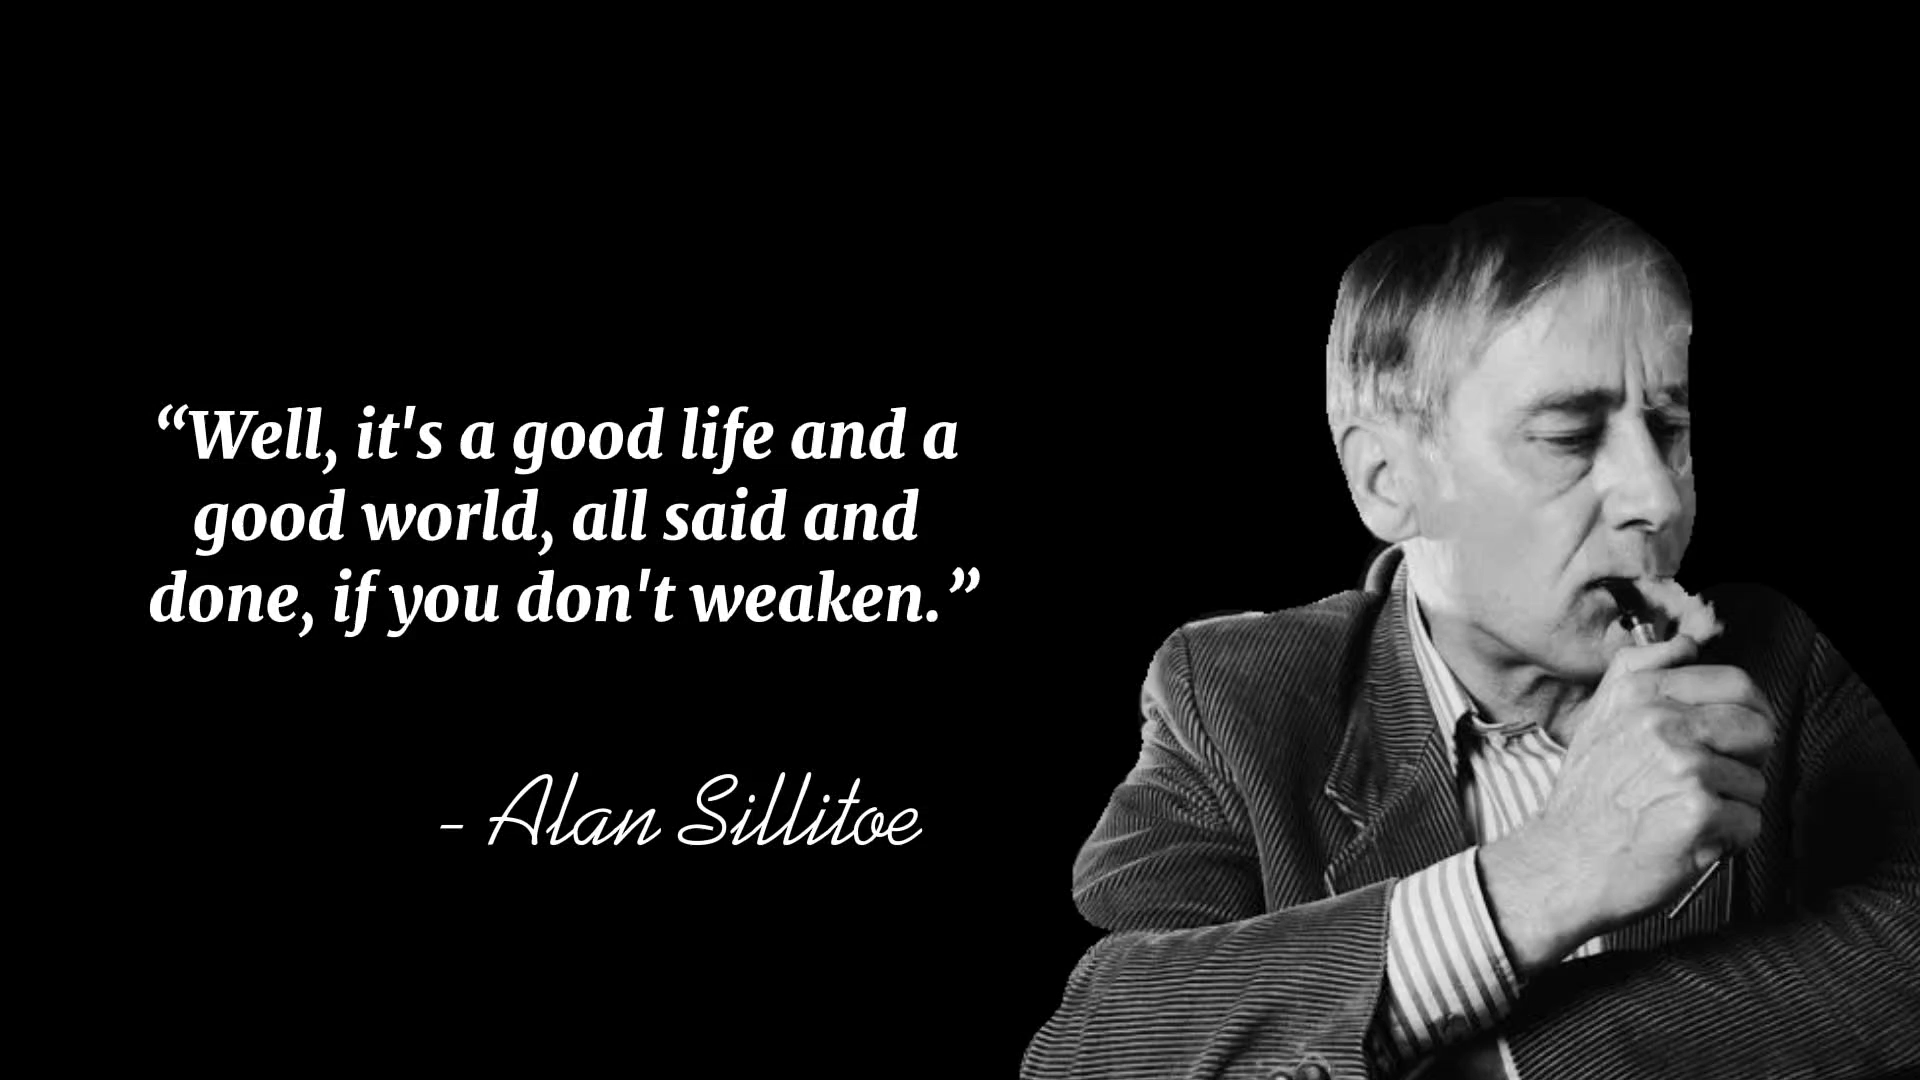 “Well, it's a good life and a
good world, all said and
done, if you don't weaken.”
- Alan Sillitoe